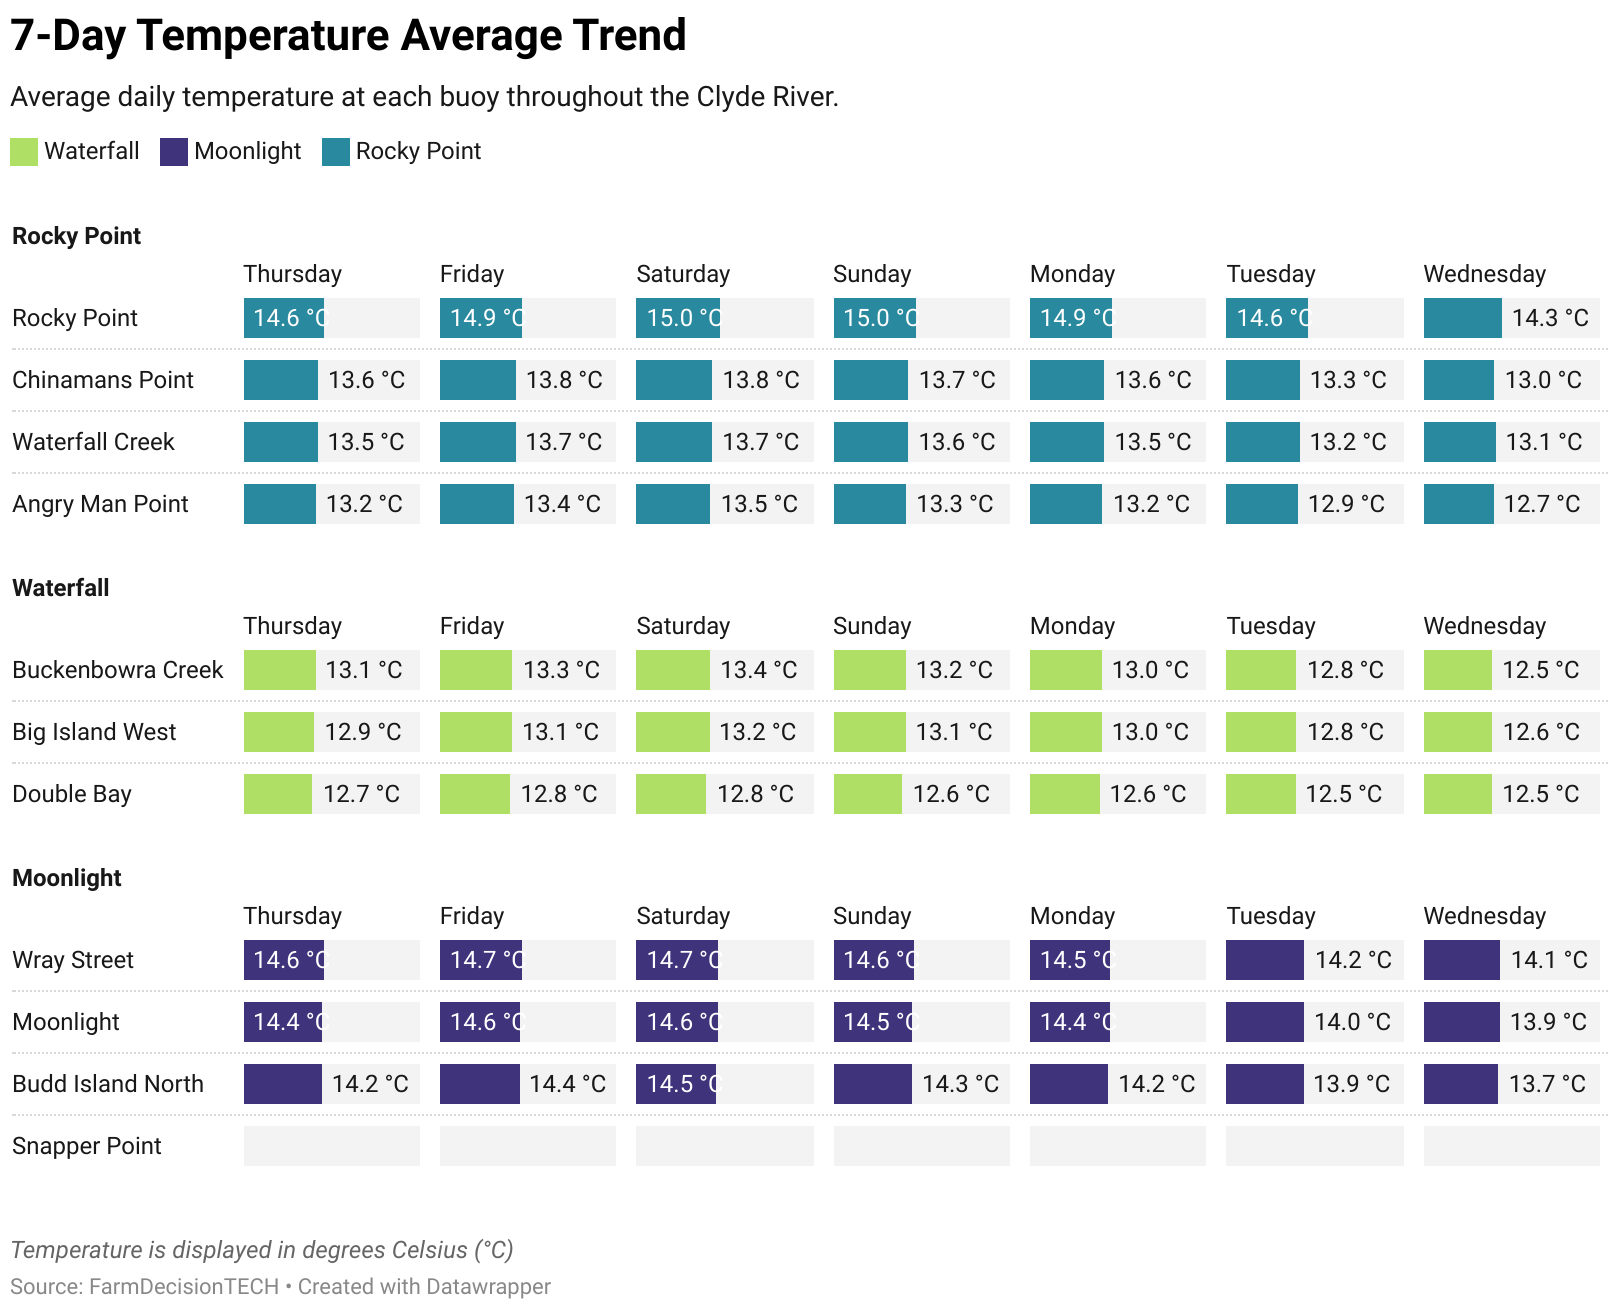 7-Day Temperature Average Trend
Average daily temperature at each buoy throughout the Clyde River.
Waterfall Moonlight Rocky Point
Rocky Point
Thursday Friday Saturday Sunday Monday Tuesday Wednesday
Rocky Point 14.6 °C 14.9 °C 15.0 °C 15.0 °C 14.9 °C 14.6 °C 14.3 °C
Chinamans Point 13.6 °C 13.8 °C 13.8 °C 13.7 °C 13.6 °C 13.3 °C 13.0 °C
Waterfall Creek 13.5 °C 13.7 °C 13.7 °C 13.6 °C 13.5 °C 13.2 °C 13.1 °C
Angry Man Point 13.2 °C 13.4 °C 13.5 °C 13.3 °C 13.2 °C 12.9 °C 12.7 °C
Waterfall
Thursday Friday Saturday Sunday Monday Tuesday Wednesday
Buckenbowra Creek 13.1 °C 13.3 °C 13.4 °C 13.2 °C 13.0 °C 12.8 °C 12.5 °C
Big Island West 12.9 °C 13.1 °C 13.2 °C 13.1 °C 13.0 °C 12.8 °C 12.6 °C
Double Bay 12.7 °C 12.8 °C 12.8 °C 12.6 °C 12.6 °C 12.5 °C 12.5 °C
Moonlight
Thursday Friday Saturday Sunday Monday Tuesday Wednesday
Wray Street 14.6 °C 14.7 °C 14.7 °C 14.6 °C 14.5 °C 14.2 °C 14.1 °C
Moonlight 14.4 °C 14.6 °C 14.6 °C 14.5 °C 14.4 °C 14.0 °C 13.9 °C
Budd Island North 14.2 °C 14.4 °C 14.5 °C 14.3 °C 14.2 °C 13.9 °C 13.7 °C
Snapper Point
Temperature is displayed in degrees Celsius (°C)
Source: FarmDecisionTECH • Created with Datawrapper